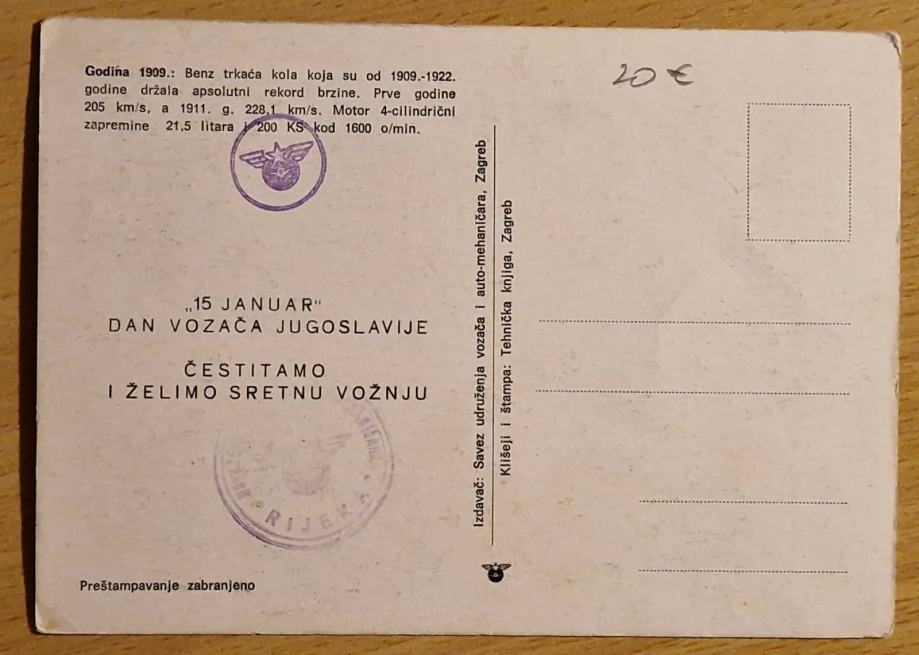 Godina 1909.: Benz trkaća kola koja su od 1909.-1922.
godine držala apsolutni rekord brzine. Prve godine
205 km/s, a 1911. g. 228,1 km/s. Motor 4-cilindrični
zapremine 21,5 litara i 200 KS kod 1600 o/min.
„15 JANUAR"
DAN VOZAČA JUGOSLAVIJE
ČESTITAMO
I ŽELIMO SRETNU VOŽNJU
RIJEKA
Preštampavanje zabranjeno
Izdavač: Savez udruženja vozača i auto-mehaničara, Zagreb
Klišeji i štampa: Tehnička knjiga, Zagreb
20 €